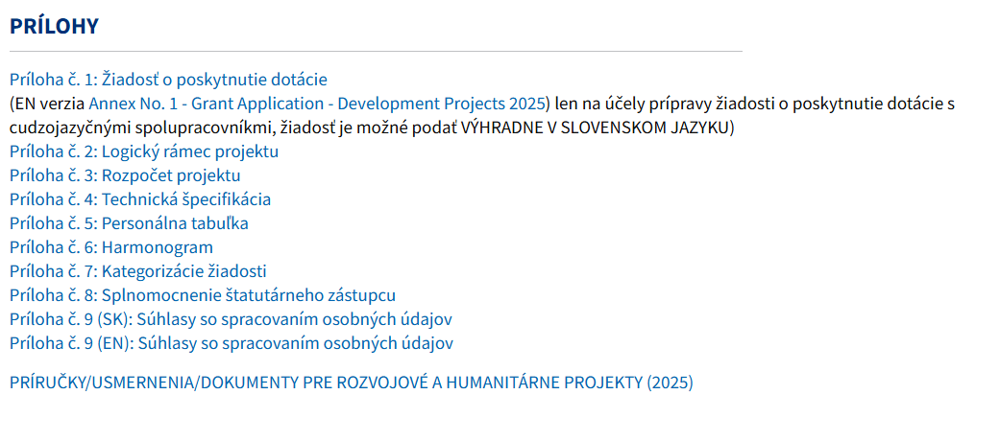 PRÍLOHY
Príloha č. 1: Žiadosť o poskytnutie dotácie
(EN verzia Annex No. 1 - Grant Application - Development Projects 2025) len na účely prípravy žiadosti o poskytnutie dotácie s
cudzojazyčnými spolupracovníkmi, žiadosť je možné podať VÝHRADNE V SLOVENSKOM JAZYKU)
Príloha č. 2: Logický rámec projektu
Príloha č. 3: Rozpočet projektu
Príloha č. 4: Technická špecifikácia
Príloha č. 5: Personálna tabuľka
Príloha č. 6: Harmonogram
Príloha č. 7: Kategorizácie žiadosti
Príloha č. 8: Splnomocnenie štatutárneho zástupcu
Príloha č. 9 (SK): Súhlasy so spracovaním osobných údajov
Príloha č. 9 (EN): Súhlasy so spracovaním osobných údajov
PRÍRUČKY/USMERNENIA/DOKUMENTY PRE ROZVOJOVÉ A HUMANITÁRNE PROJEKTY (2025)